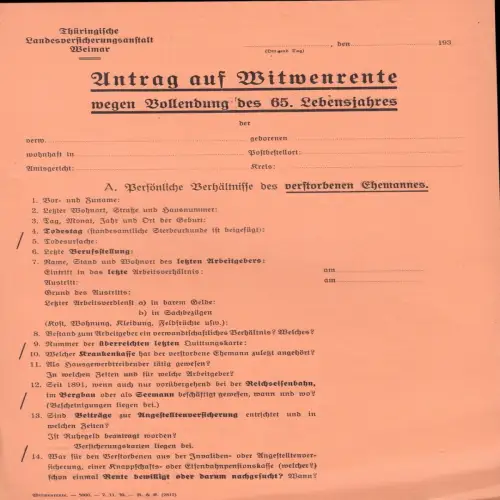 Thüringische
Landesversicherungsanstalt
Weimar
, den 193
Antrag auf Witwenrente
wegen Vollendung des 65. Lebensjahres
der
verw. geborenen
wohnhaft in Postbestellort:
Amtsgericht: Kreis:
A. Persönliche Verhältnisse des verstorbenen Ehemannes.
1. Vor- und Zuname:
2. Letzter Wohnort, Straße und Hausnummer:
3. Tag, Monat, Jahr und Ort der Geburt:
4. Todestag (standesamtliche Sterbeurkunde ist beigefügt):
5. Todesursache:
6. Letzte Berufsstellung:
7. Name, Stand und Wohnort des letzten Arbeitgebers:
Eintritt in das letzte Arbeitsverhältnis: am
Austritt: am
Grund des Austritts:
Letzter Arbeitsverdienst a) in barem Gelde:
b) in Sachbezügen
(Kost, Wohnung, Kleidung, Feldfrüchte usw.):
8. Bestand zum Arbeitgeber ein verwandschaftliches Verhältnis? Welches?
9. Nummer der überreichten letzten Quittungskarte:
10. Welcher Krankenkasse hat der verstorbene Ehemann zuletzt angehört?
11. Als Hausgewerbetreibender tätig gewesen?
In welchen Zeiten und für welche Arbeitgeber?
12. Seit 1891, wenn auch nur vorübergehend bei der Reichseisenbahn,
im Bergbau oder als Seemann beschäftigt gewesen, wann und wo?
(Bescheinigungen liegen bei.)
13. Sind Beiträge zur Angestelltenversicherung entrichtet und in
welchen Zeiten?
Ist Ruhegeld beantragt worden?
Versicherungskarten liegen bei.
14. War für den Verstorbenen aus der Invaliden- oder Angestelltenver-
sicherung, einer Knappschafts- oder Eisenbahnpensionskasse (welcher?)
schon einmal Rente bewilligt oder darum nachgesucht? Wann?